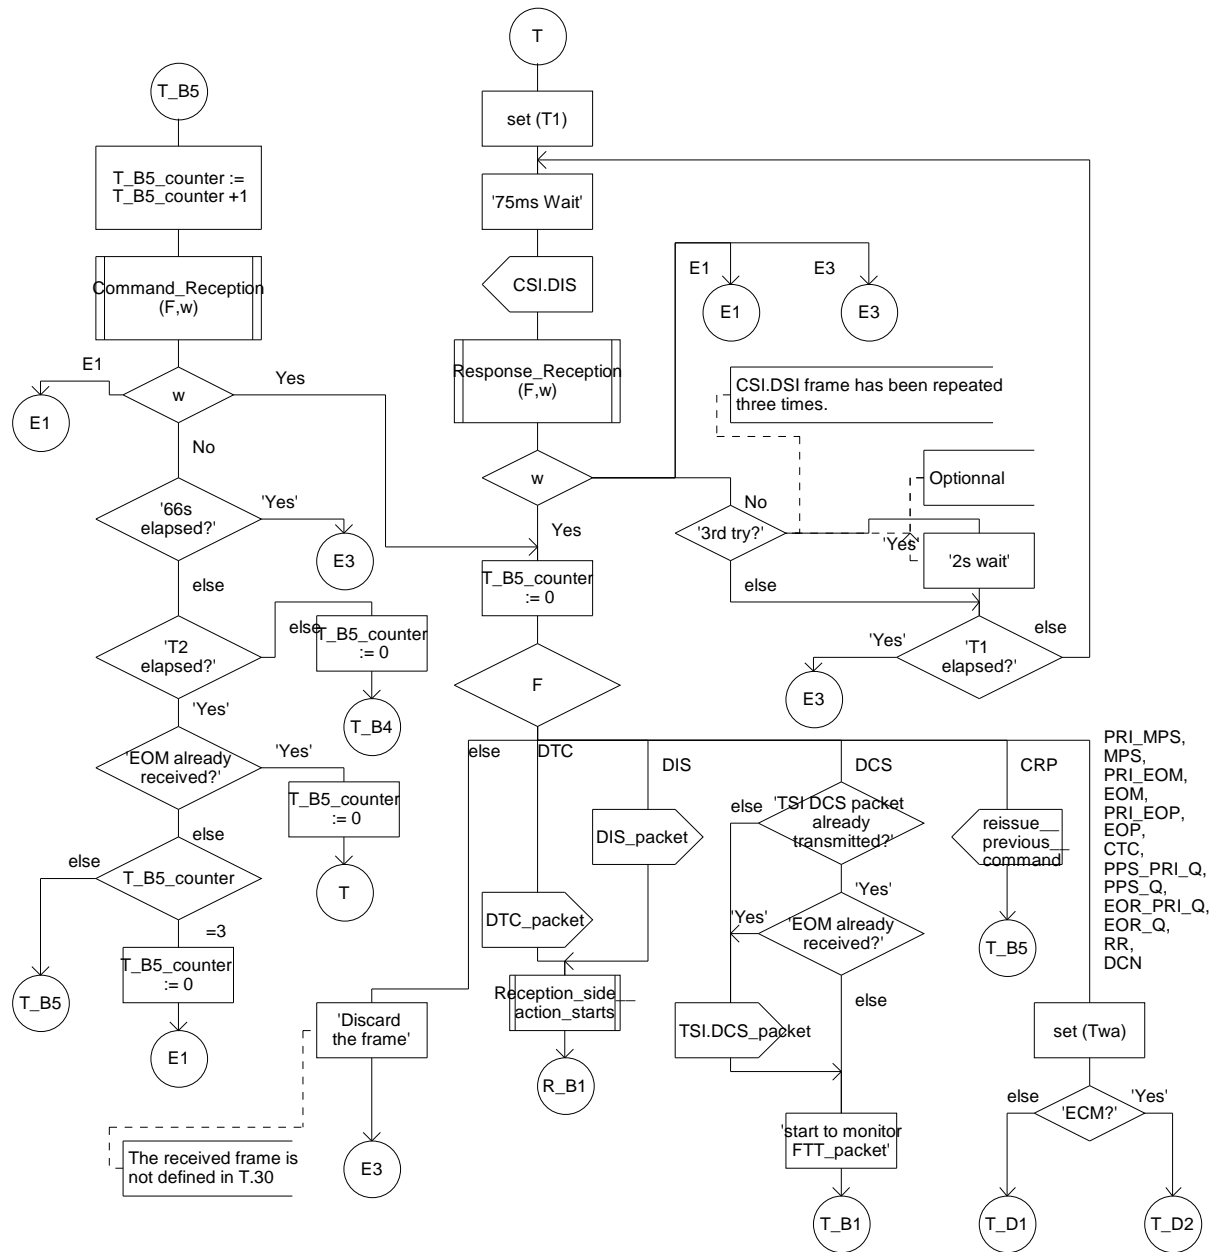 T
T_B5
set (T1)
T_B5_counter :=
T_B5_counter +1
'75ms Wait'
Command_Reception
(F,w)
CSI.DIS
E1
E3
E1
E3
Response_Reception
(F,w)
CSI.DSI frame has been repeated
three times.
E1
w
Yes
E1
No
w
Optionnal
'66s
elapsed?'
'Yes'
No
Yes
'3rd try?'
'Yes'
'2s wait'
E3
else
T_B5_counter
:= 0
else
'T2
elapsed?'
else
T_B5_counter
:= 0
'Yes'
'T1
elapsed?'
else
F
E3
'Yes'
T_B4
'EOM already
received?'
'Yes'
else
DTC
DIS
DCS
CRP
PRI_MPS,
MPS,
PRI_EOM,
EOM,
PRI_EOP,
EOP,
CTC,
PPS_PRI_Q,
PPS_Q,
EOR_PRI_Q,
EOR_Q,
RR,
DCN
T_B5_counter
:= 0
else
'TSI DCS packet
already
transmitted?'
DIS_packet
reissue__
previous__
command
else
else
T_B5_counter
T
'Yes'
DTC_packet
'Yes'
'EOM already
received?'
=3
T_B5_counter
:= 0
T_B5
T_B5
Reception_side__
action_starts
else
'Discard
the frame'
TSI.DCS_packet
set (Twa)
E1
R_B1
else
'ECM?'
'Yes'
'start to monitor
FTT_packet'
The received frame is
not defined in T.30
E3
T_B1
T_D1
T_D2